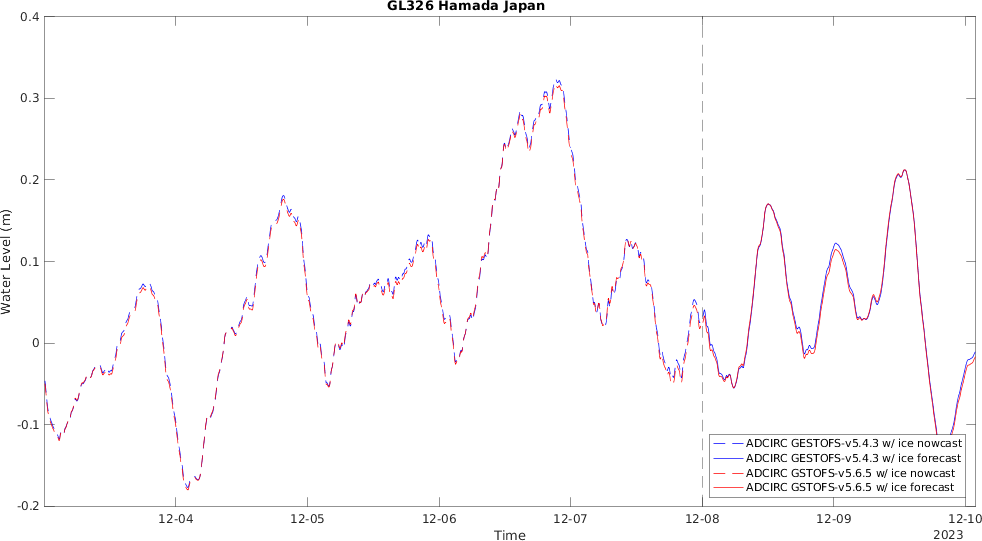 GL326 Hamada Japan
0.4
0.3
0.2
0.1
0
-0.1
-0.2
Water Level (m)
ADCIRC GESTOFS-v5.4.3 w/ ice nowcast
ADCIRC GESTOFS-v5.4.3 w/ ice forecast
ADCIRC GSTOFS-v5.6.5 w/ ice nowcast
ADCIRC GSTOFS-v5.6.5 w/ ice forecast
12-04 12-05 12-06 12-07 12-08 12-09 12-10
Time
2023